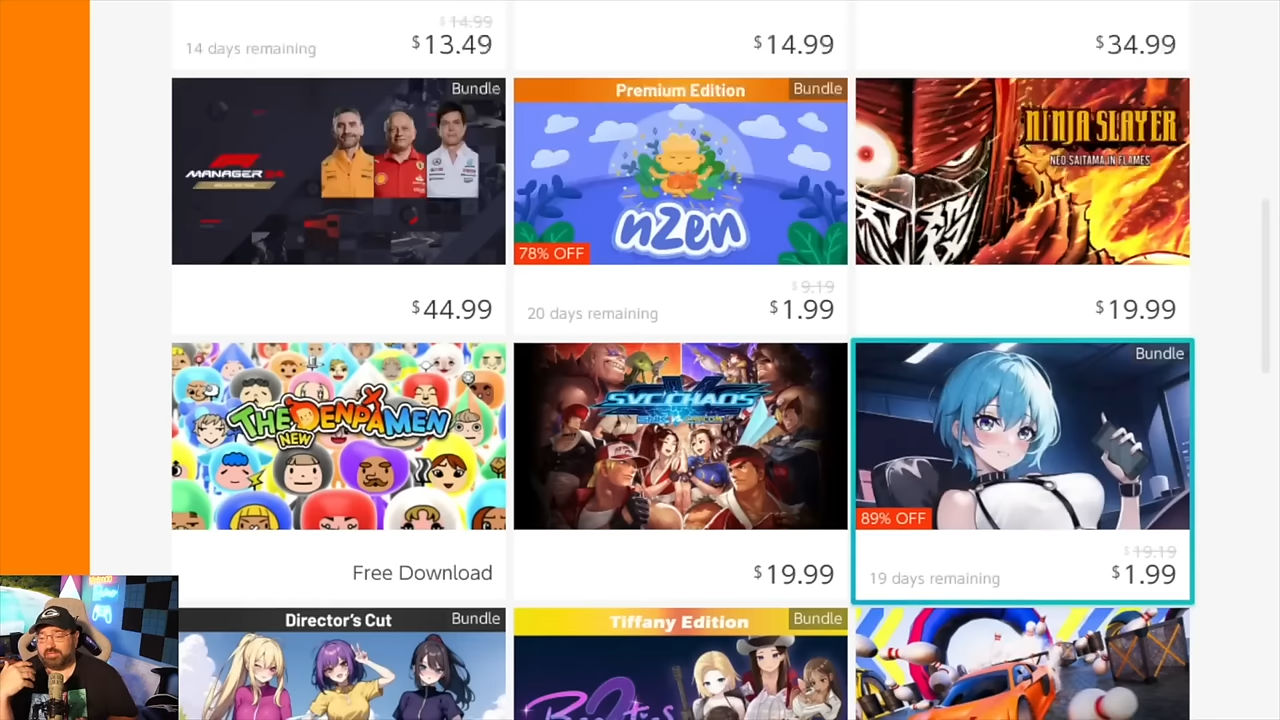 $14.99
14 days remaining
$13.49
$14.99
$34.99
Bundle
MANAGER 24
$44.99
Premium Edition
Bundle
nZen
78% OFF
$9.19
20 days remaining
$1.99
NINJA SLAYER
NEO-SAITAMA IN FLAMES
$19.99
THE
NEW
DENPAMEN
Free Download
SVC CHAOS
$19.99
Bundle
89% OFF
$19.19
19 days remaining
$1.99
Director's Cut
Bundle
Tiffany Edition
Bundle